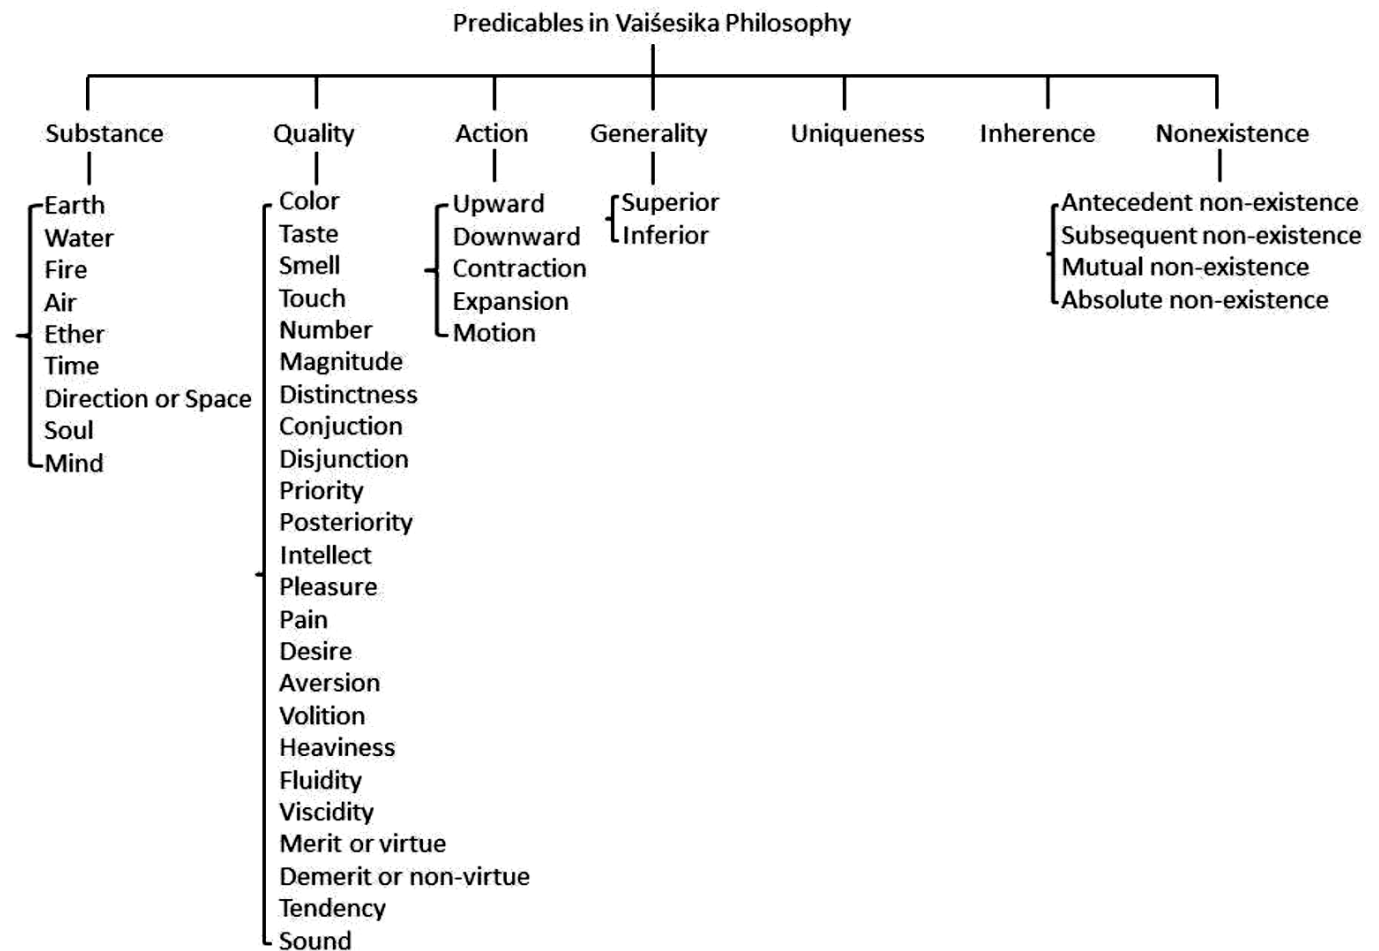 Predicables in Vaiśesika Philosophy
Substance
Quality
Action
Generality
Uniqueness
Inherence
Nonexistence
Earth
Water
Fire
Air
Ether
Time
Direction or Space
Soul
Mind
Color
Taste
Smell
Touch
Number
Magnitude
Distinctness
Conjuction
Disjunction
Priority
Posteriority
Intellect
Pleasure
Pain
Desire
Aversion
Volition
Heaviness
Fluidity
Viscidity
Merit or virtue
Demerit or non-virtue
Tendency
Sound
Upward
Downward
Contraction
Expansion
Motion
Superior
Inferior
Antecedent non-existence
Subsequent non-existence
Mutual non-existence
Absolute non-existence